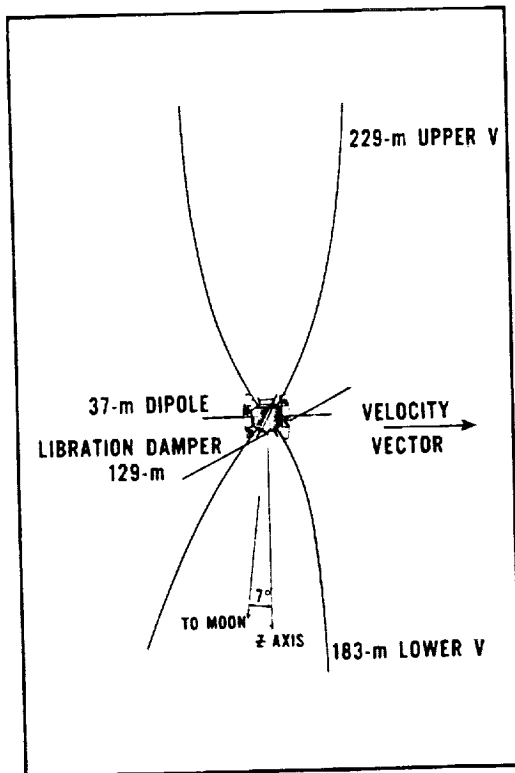 229-m UPPER V
37-m DIPOLE
VELOCITY
VECTOR
LIBRATION DAMPER
129-m
7°
TO MOON
Z AXIS
183-m LOWER V